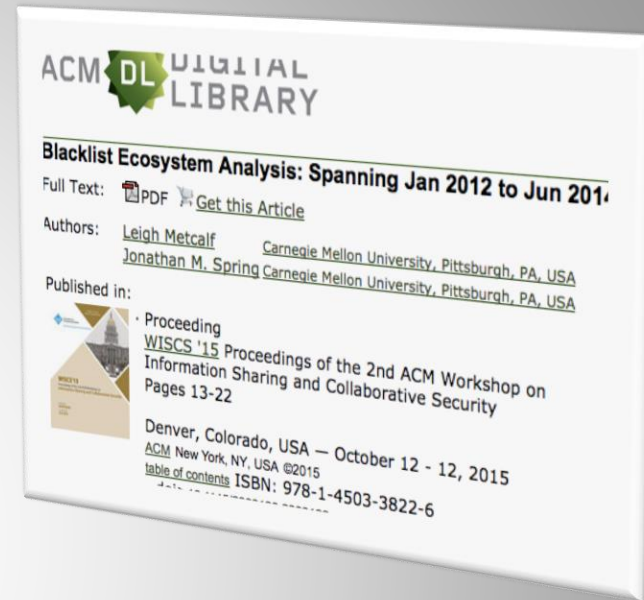 ACM DL DIGITAL
LIBRARY
Blacklist Ecosystem Analysis: Spanning Jan 2012 to Jun 2014
Full Text: PDF Get this Article
Authors: Leigh Metcalf Carnegie Mellon University, Pittsburgh, PA, USA
Jonathan M. Spring Carnegie Mellon University, Pittsburgh, PA, USA
Published in:
· Proceeding
WISCS '15 Proceedings of the 2nd ACM Workshop on
Information Sharing and Collaborative Security
Pages 13-22
Denver, Colorado, USA — October 12 - 12, 2015
ACM New York, NY, USA ©2015
table of contents ISBN: 978-1-4503-3822-6